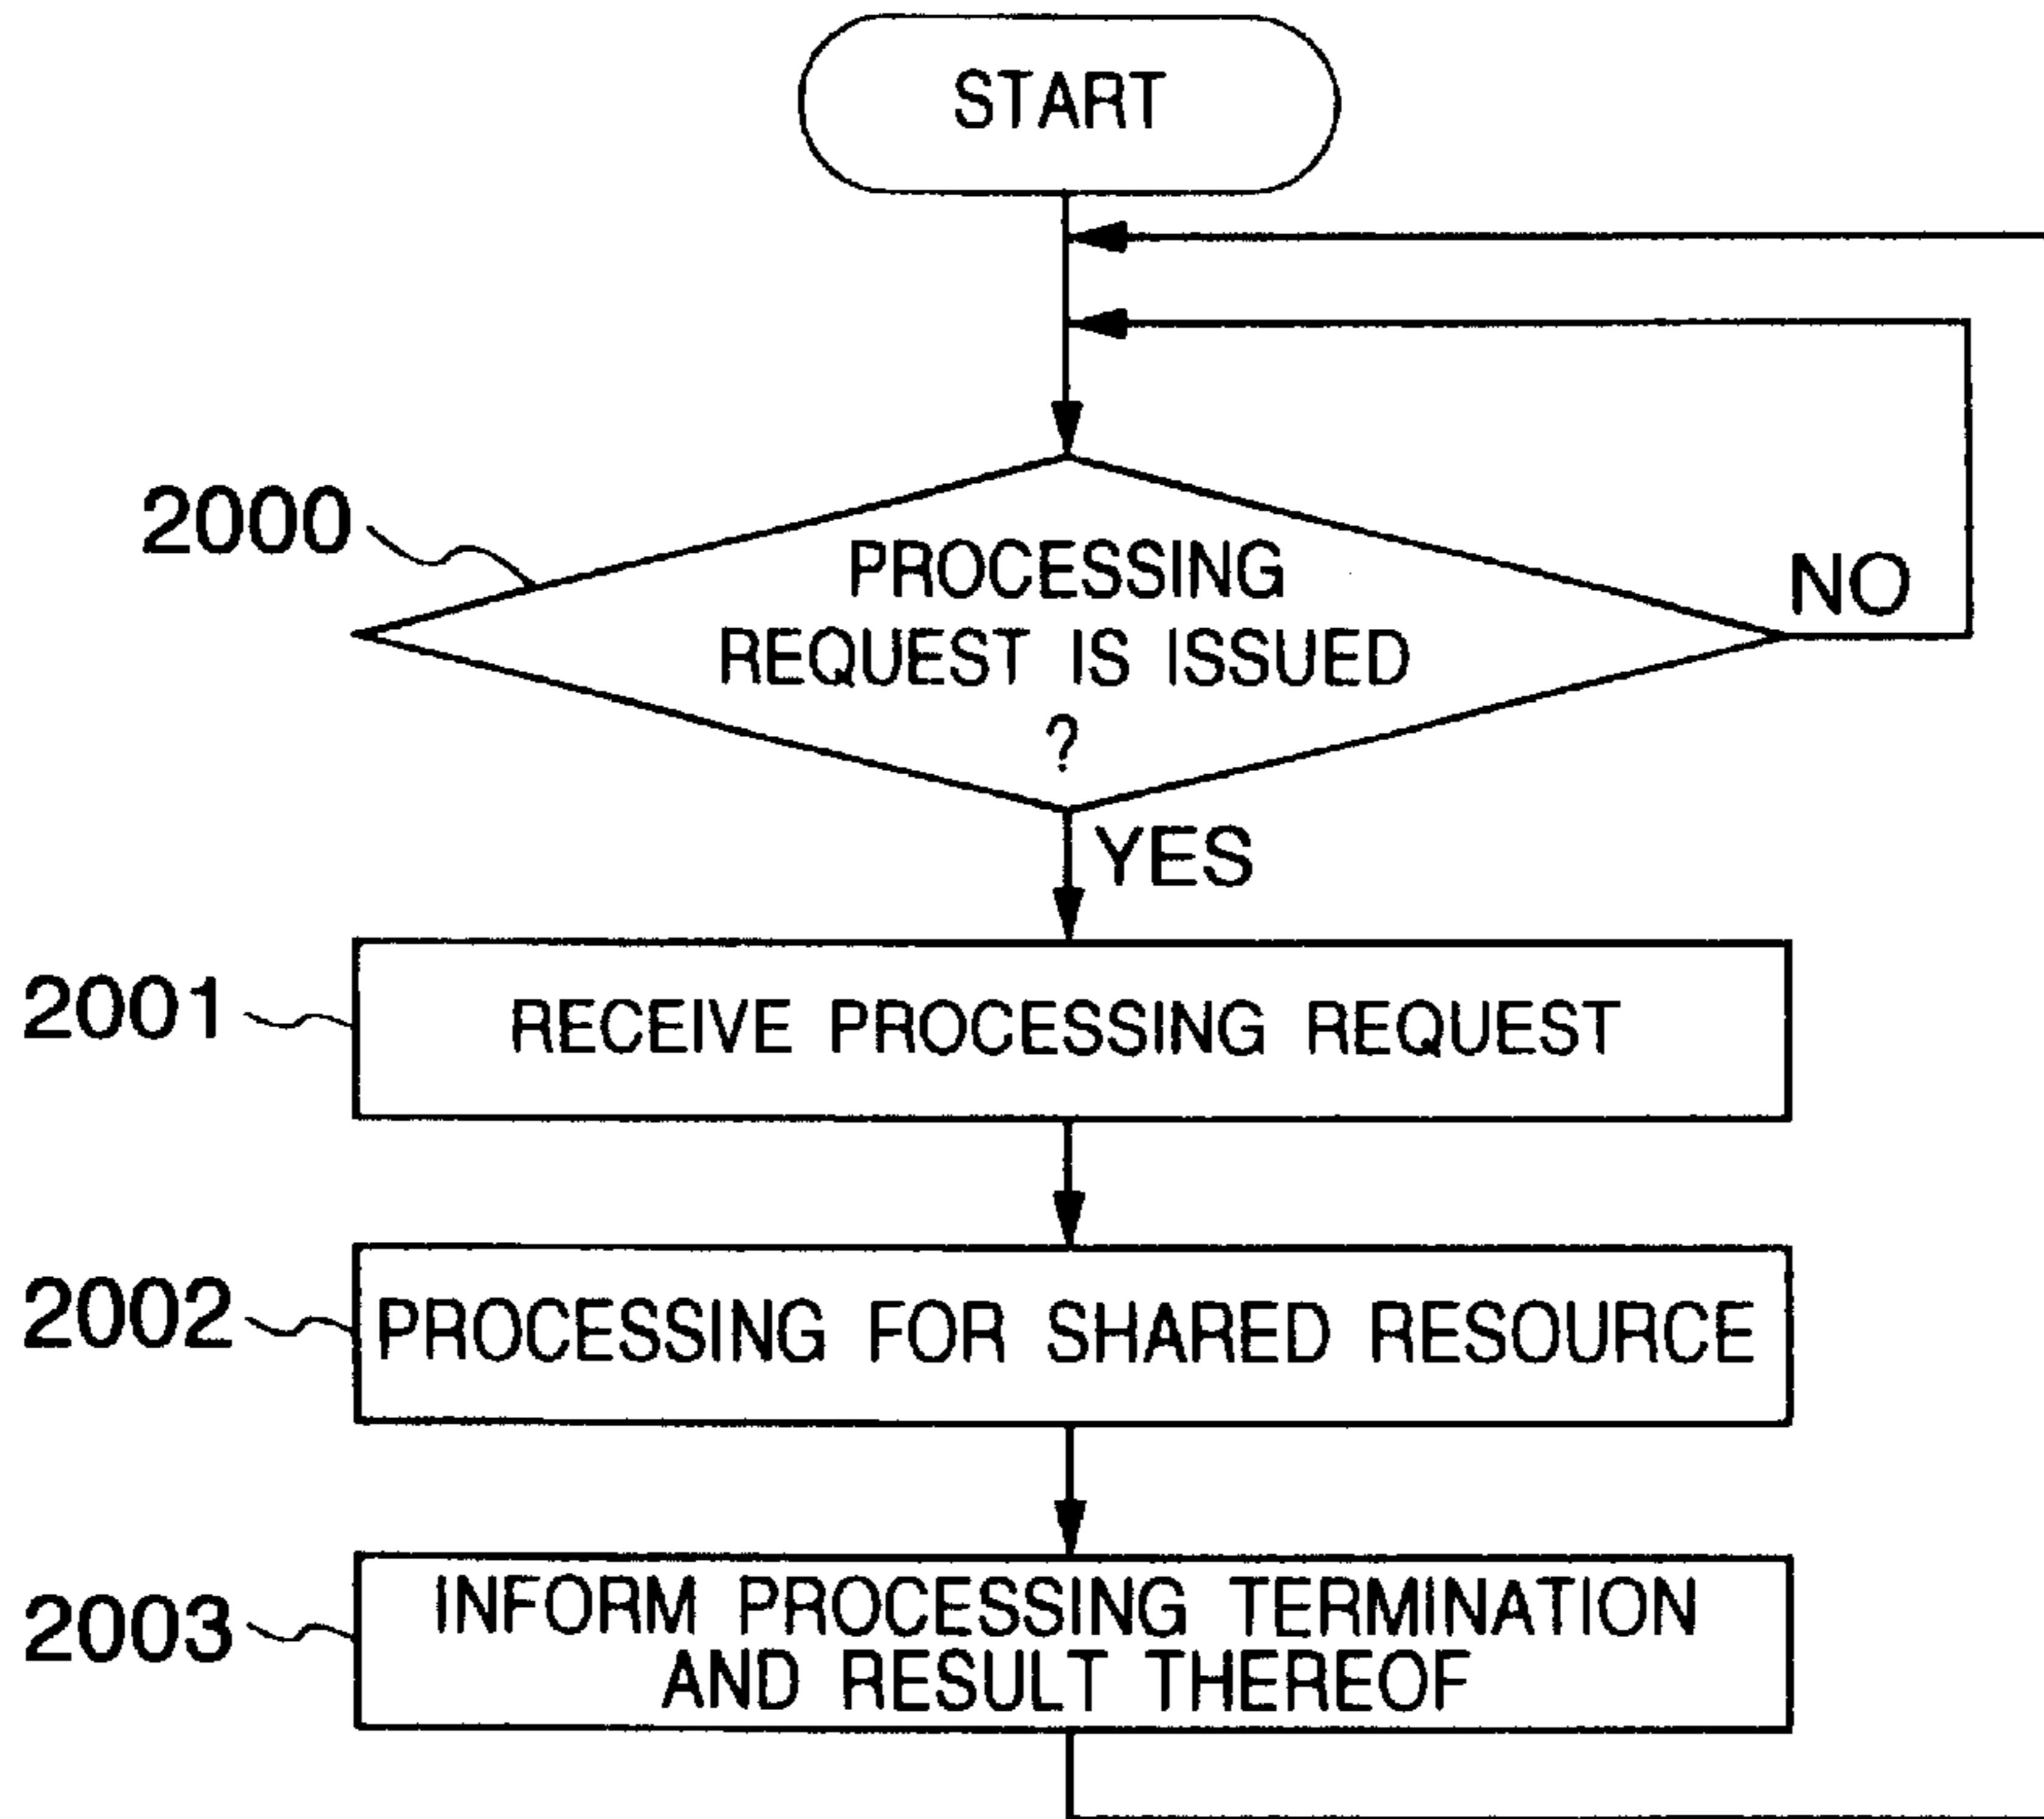 START
2000
PROCESSING
REQUEST IS ISSUED
?
NO
YES
2001
RECEIVE PROCESSING REQUEST
2002
PROCESSING FOR SHARED RESOURCE
2003
INFORM PROCESSING TERMINATION
AND RESULT THEREOF